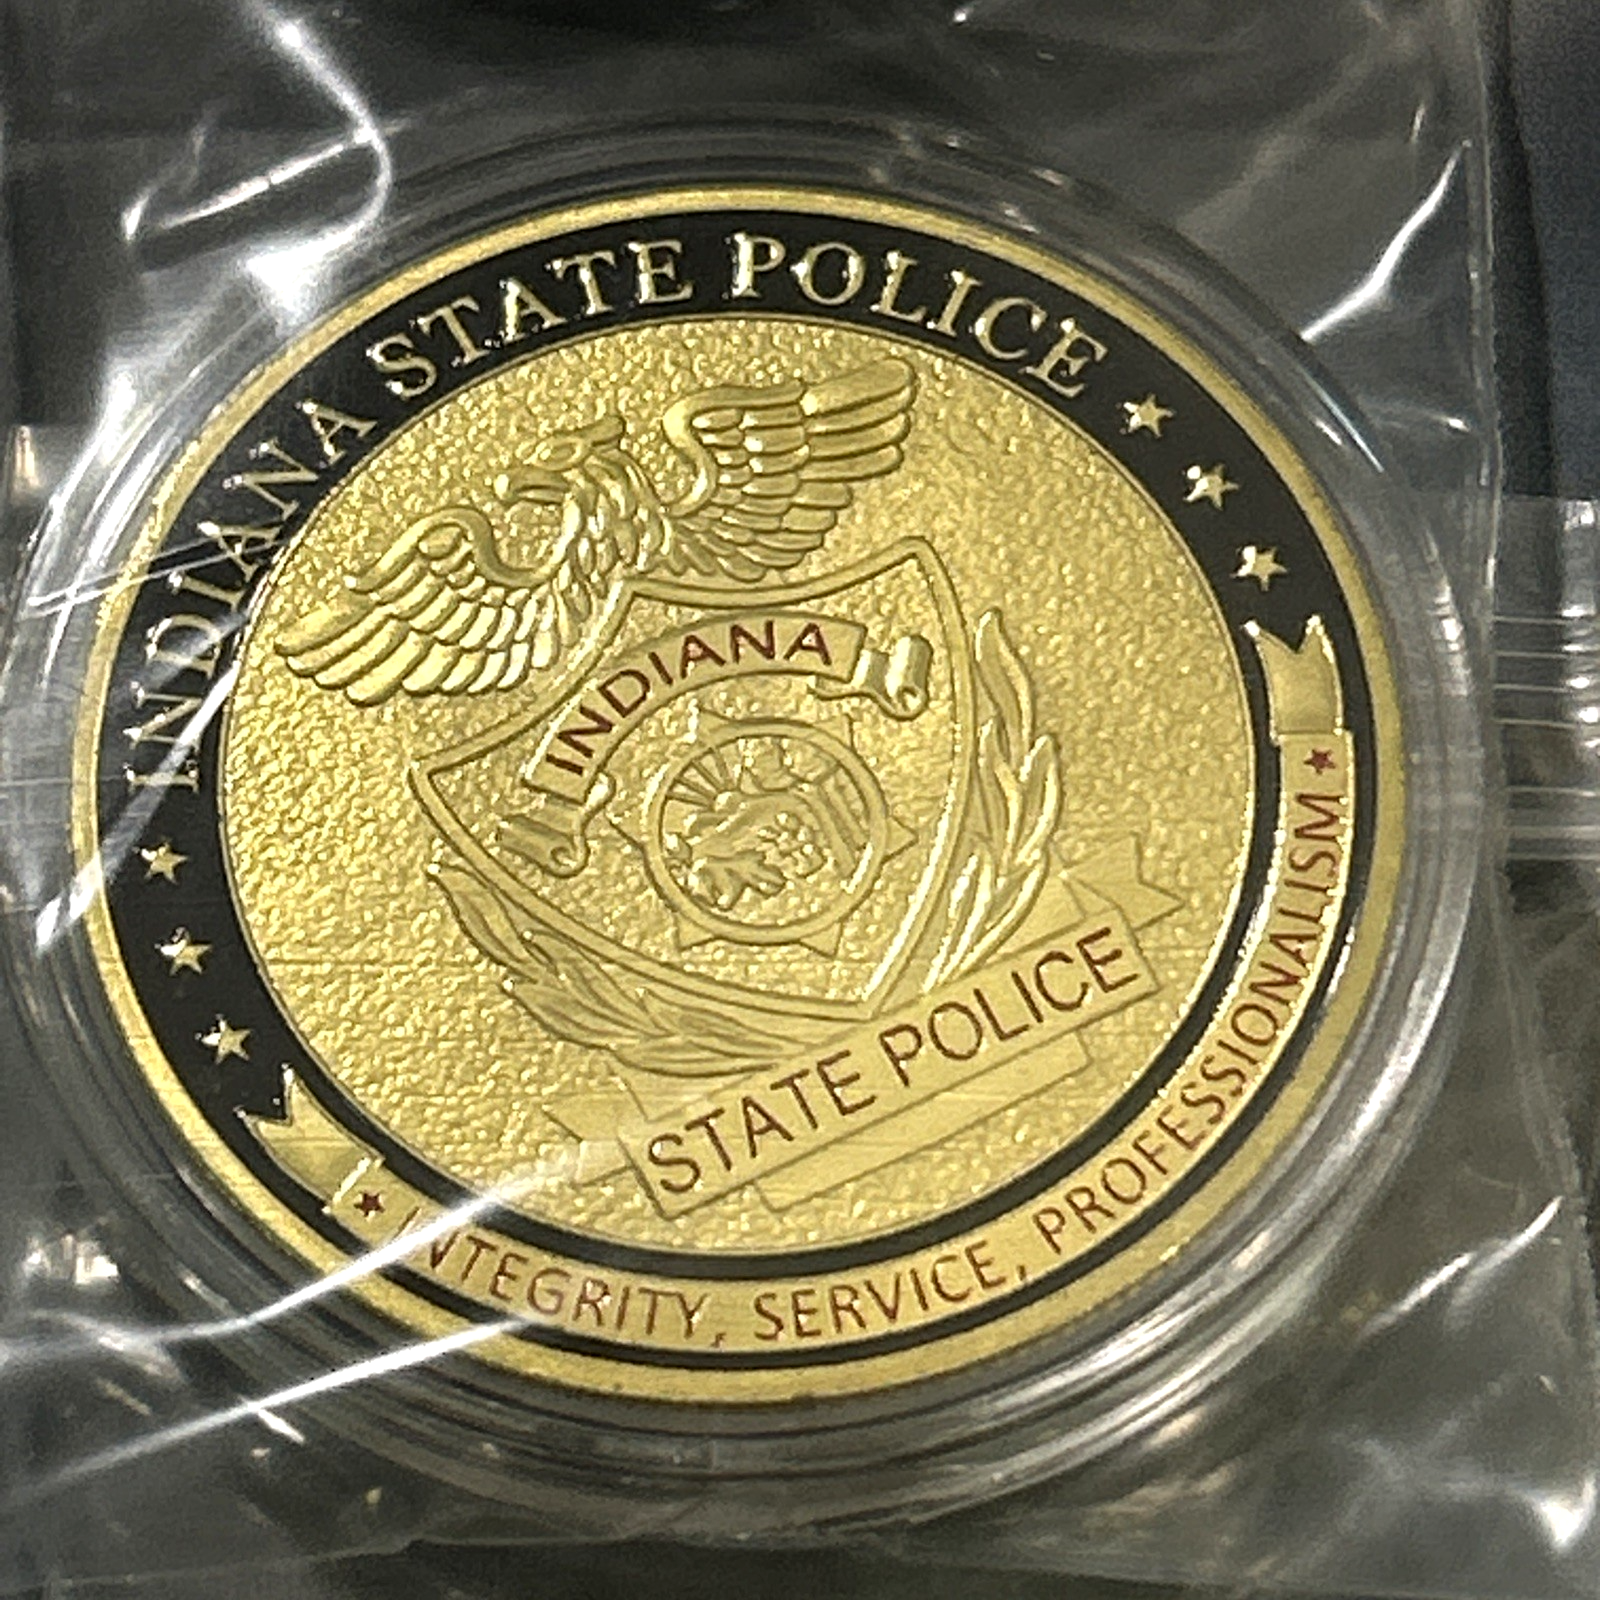 INDIANA STATE POLICE
INDIANA
STATE POLICE
INTEGRITY, SERVICE, PROFESSIONALISM